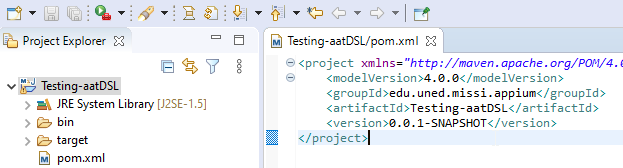 Project Explorer
Testing-aatDSL
JRE System Library [J2SE-1.5]
bin
target
pom.xml
Testing-aatDSL/pom.xml
<project xmlns="http://maven.apache.org/POM/4.0
<modelVersion>4.0.0</modelVersion>
<groupId>edu.uned.missi.appium</groupId>
<artifactId>Testing-aatDSL</artifactId>
<version>0.0.1-SNAPSHOT</version>
</project>